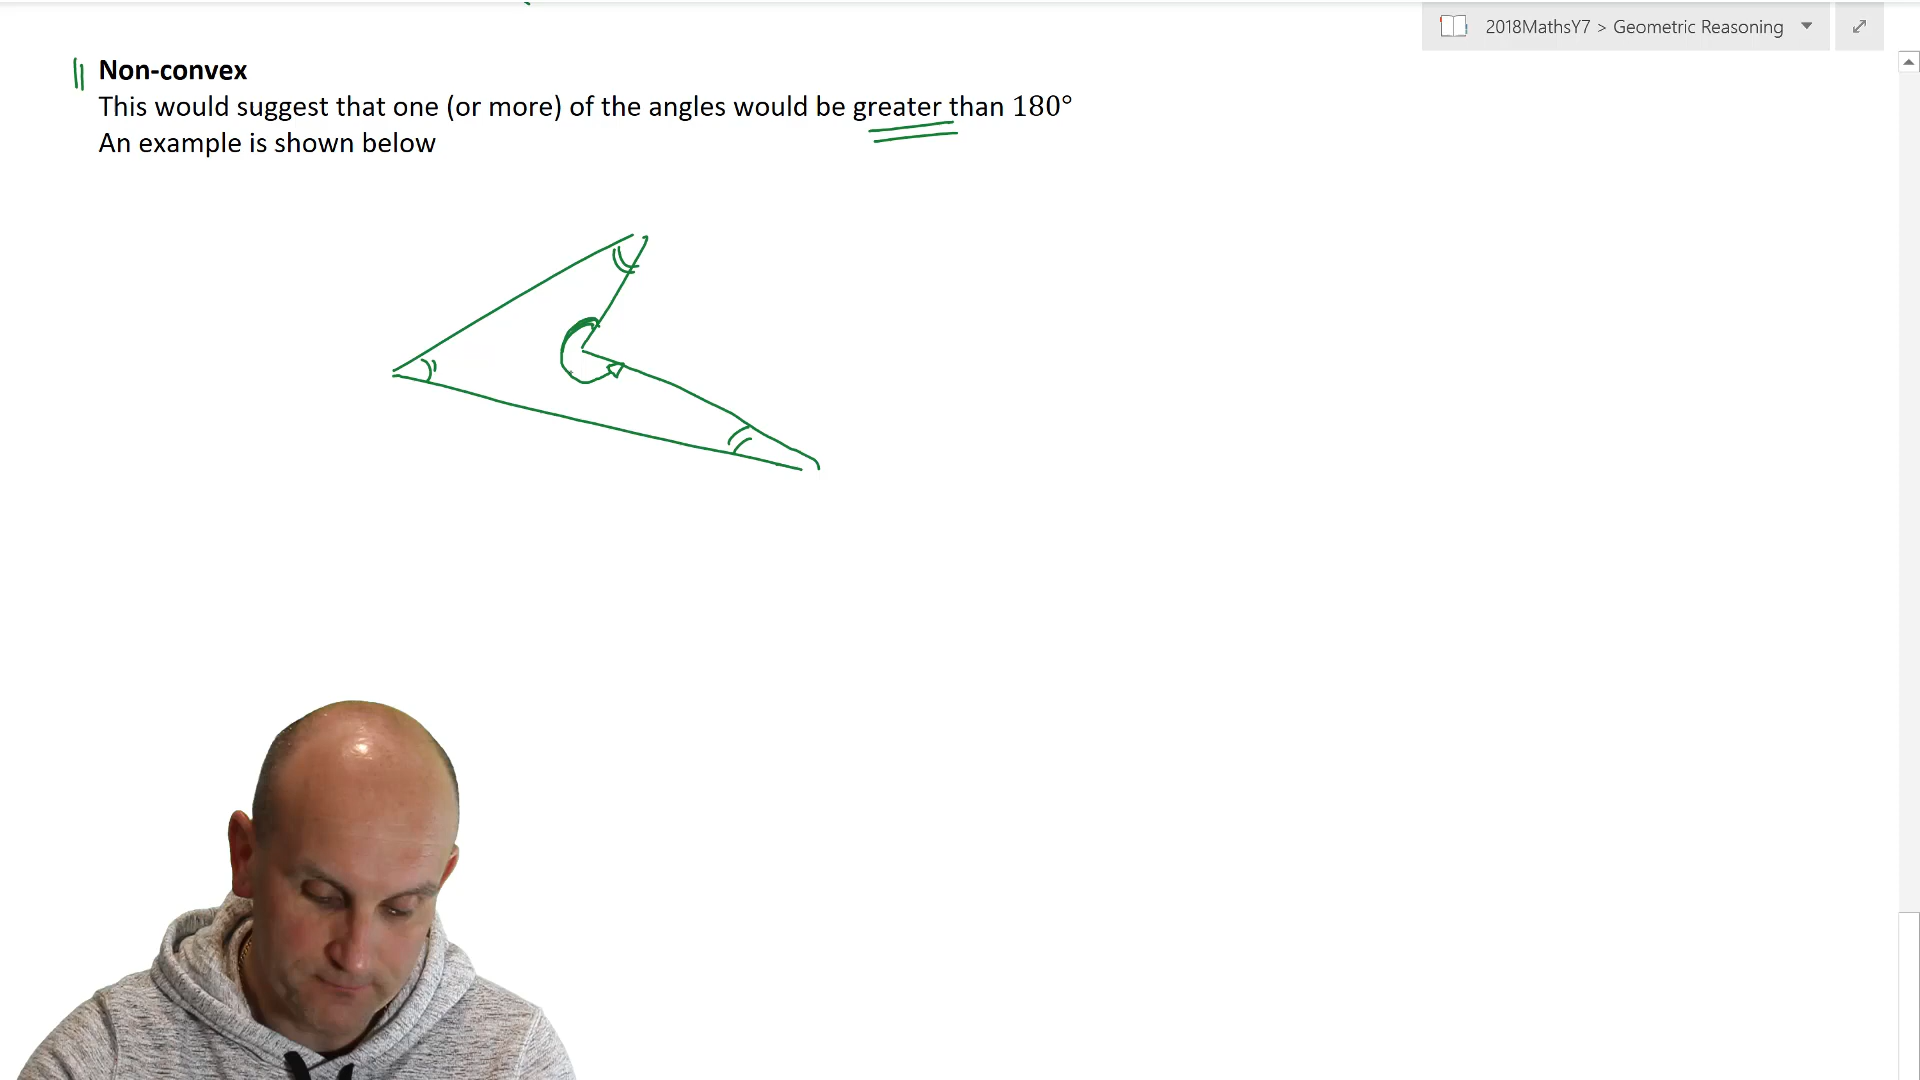 2018MathsY7 > Geometric Reasoning
Non-convex
This would suggest that one (or more) of the angles would be greater than 180°
An example is shown below